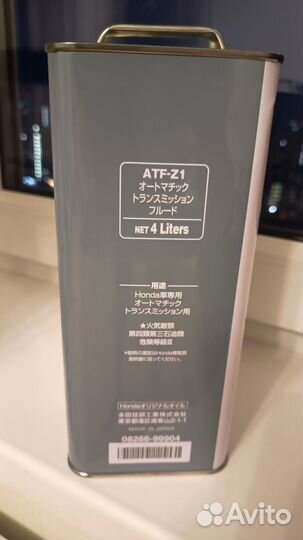 ATF-Z1
オートマチック
トランスミッション
フルード
NET 4 Liters
用途
Honda車専用
オートマチック
トランスミッション用
★火気厳禁
第四類第三石油類
危険等級Ⅲ
Hondaオリジナルオイル
本田技研工業株式会社
東京都港区南青山2-1-1
MADE IN JAPAN
08266-99904
Avito